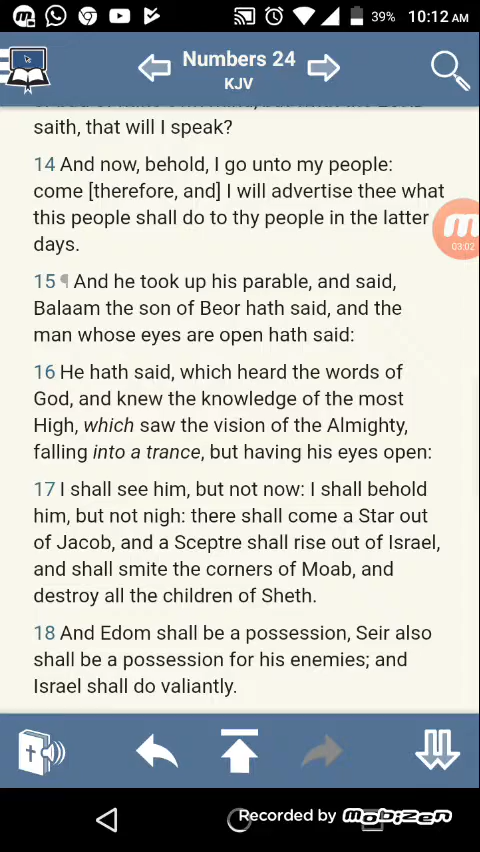 39% 10:12 AM
Numbers 24
KJV
saith, that will I speak?
14 And now, behold, I go unto my people:
come [therefore, and] I will advertise thee what
this people shall do to thy people in the latter
days.
03:02
15 ¶ And he took up his parable, and said,
Balaam the son of Beor hath said, and the
man whose eyes are open hath said:
16 He hath said, which heard the words of
God, and knew the knowledge of the most
High, which saw the vision of the Almighty,
falling into a trance, but having his eyes open:
17 I shall see him, but not now: I shall behold
him, but not nigh: there shall come a Star out
of Jacob, and a Sceptre shall rise out of Israel,
and shall smite the corners of Moab, and
destroy all the children of Sheth.
18 And Edom shall be a possession, Seir also
shall be a possession for his enemies; and
Israel shall do valiantly.
Recorded by Mobizen